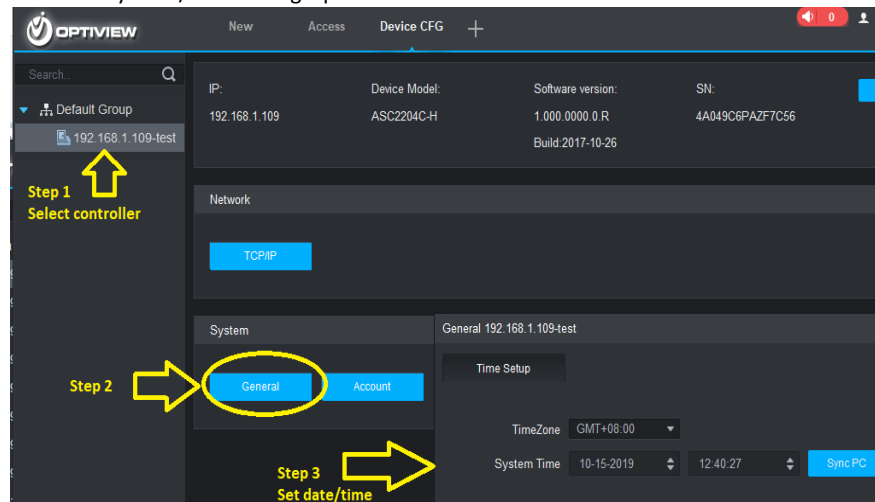 OPTIVIEW
New Access Device CFG
0
Search..
Default Group
192.168.1.109-test
Step 1
Select controller
IP: Device Model: Software version: SN:
192.168.1.109 ASC2204C-H 1.000.0000.0.R 4A049C6PAZF7C56
Build:2017-10-26
Network
TCP/IP
System
General 192.168.1.109-test
Time Setup
Step 2
General Account
TimeZone GMT+08:00
System Time 10-15-2019 12:40:27 Sync PC
Step 3
Set date/time